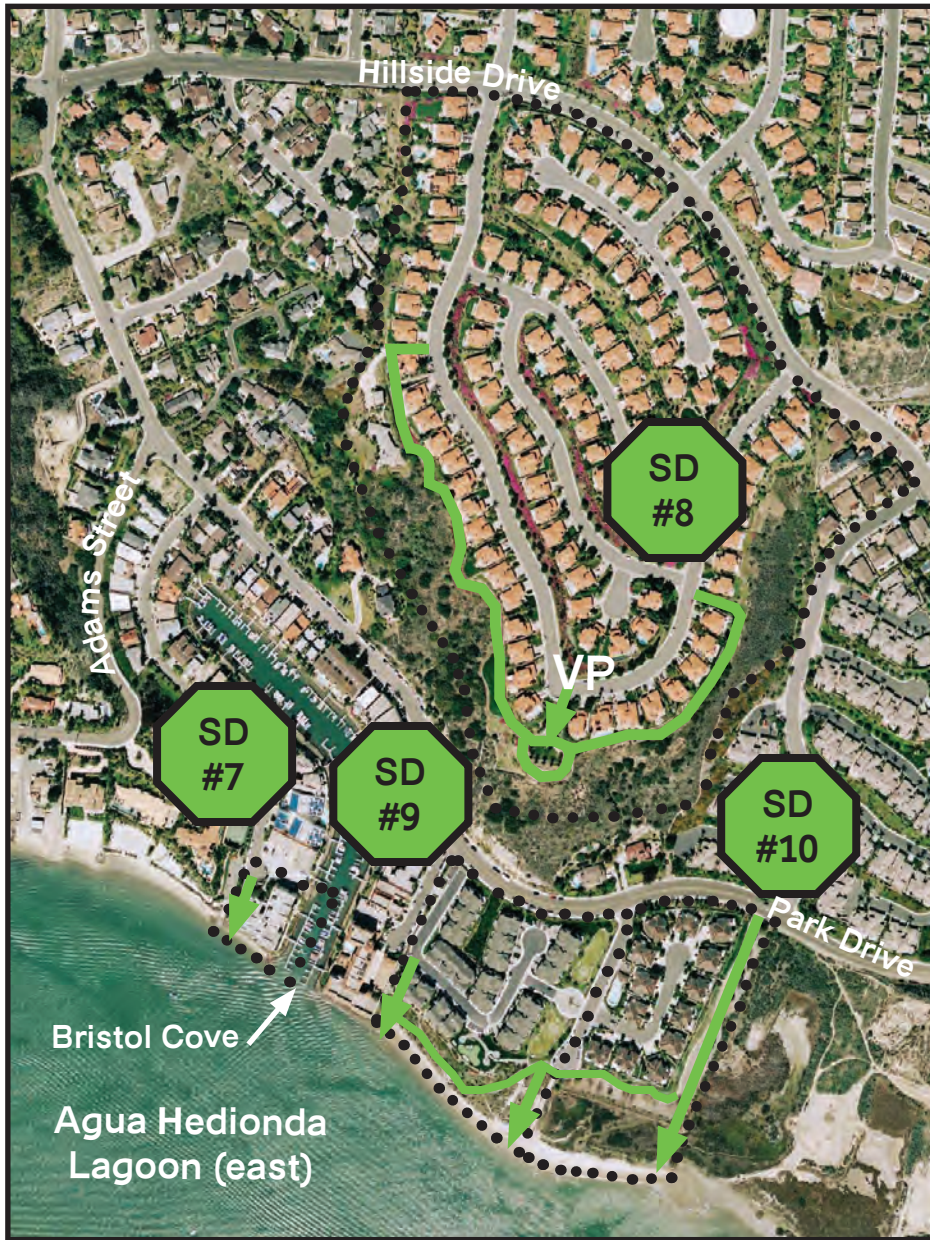 Hillside Drive
SD
#8
Adams Street
VP
SD
#7
SD
#9
SD
#10
Park Drive
Bristol Cove
Agua Hedionda
Lagoon (east)